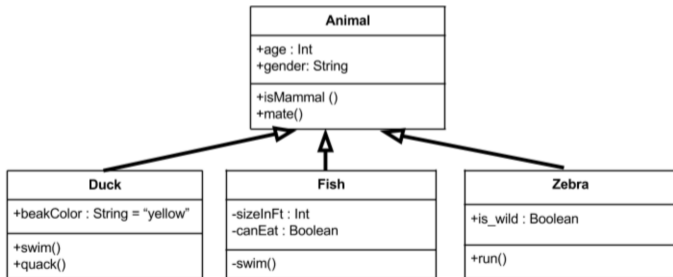 Animal
+age : Int
+gender: String
+isMammal ()
+mate()
Duck
+beakColor : String = “yellow”
+swim()
+quack()
Fish
-sizeInFt : Int
-canEat : Boolean
-swim()
Zebra
+is_wild : Boolean
+run()